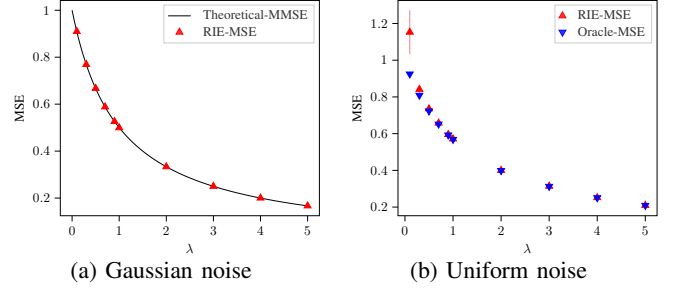 Theoretical-MMSE
RIE-MSE
MSE
1
0.8
0.6
0.4
0.2
0 1 2 3 4 5
λ
(a) Gaussian noise
RIE-MSE
Oracle-MSE
MSE
1.2
1
0.8
0.6
0.4
0.2
0 1 2 3 4 5
λ
(b) Uniform noise